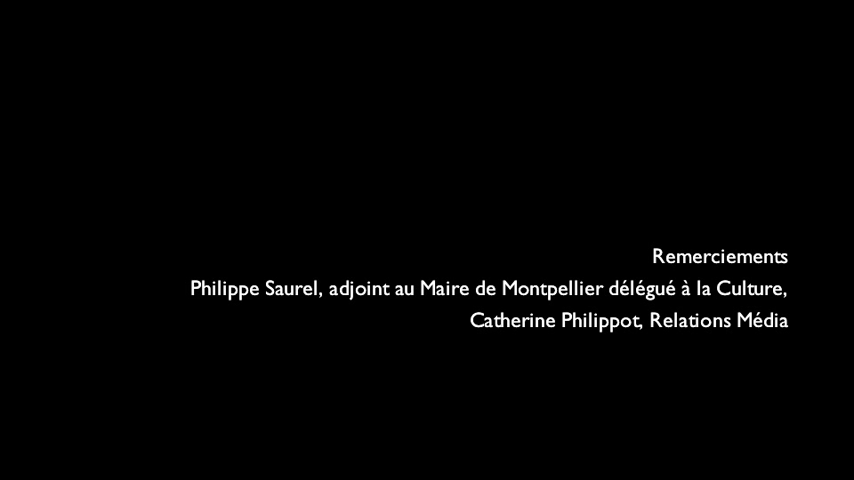 Remerciements
Philippe Saurel, adjoint au Maire de Montpellier délégué à la Culture,
Catherine Philippot, Relations Média